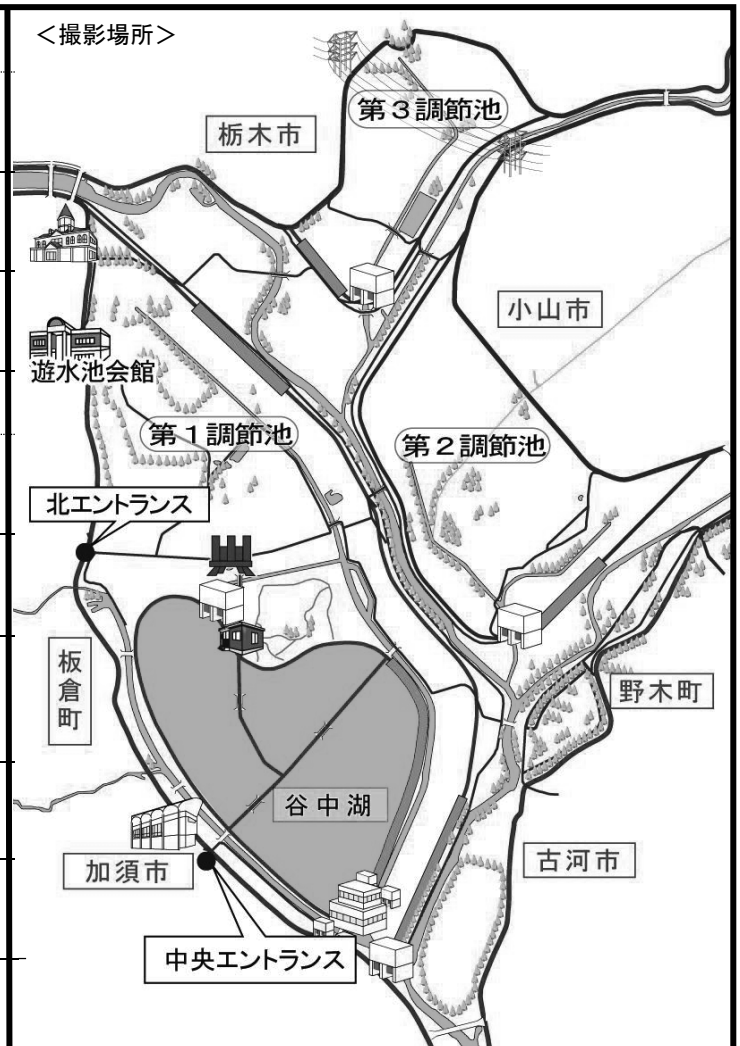 ＜撮影場所＞
第３調節池
栃木市
小山市
遊水池会館
第１調節池
第２調節池
北エントランス
板倉町
野木町
谷中湖
加須市
古河市
中央エントランス